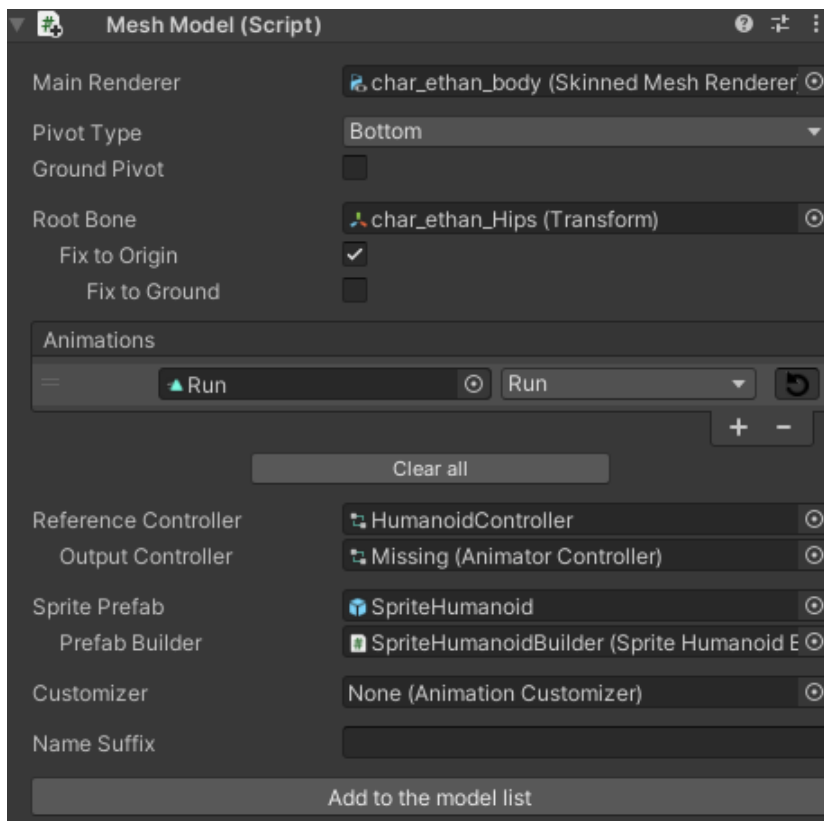 Mesh Model (Script)
Main Renderer char_ethan_body (Skinned Mesh Renderer)
Pivot Type Bottom
Ground Pivot
Root Bone char_ethan_Hips (Transform)
Fix to Origin
Fix to Ground
Animations
Run Run
Clear all
Reference Controller HumanoidController
Output Controller Missing (Animator Controller)
Sprite Prefab SpriteHumanoid
Prefab Builder SpriteHumanoidBuilder (Sprite Humanoid
Customizer None (Animation Customizer)
Name Suffix
Add to the model list